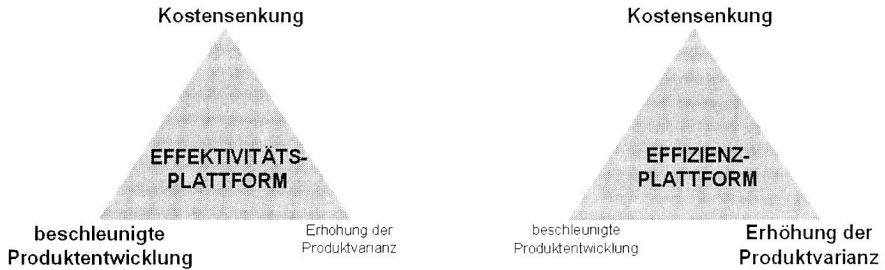 Kostensenkung
EFFEKTIVITÄTS-
PLATTFORM
beschleunigte
Produktentwicklung
Erhöhung der
Produktvarianz
Kostensenkung
EFFIZIENZ-
PLATTFORM
beschleunigte
Produktentwicklung
Erhöhung der
Produktvarianz